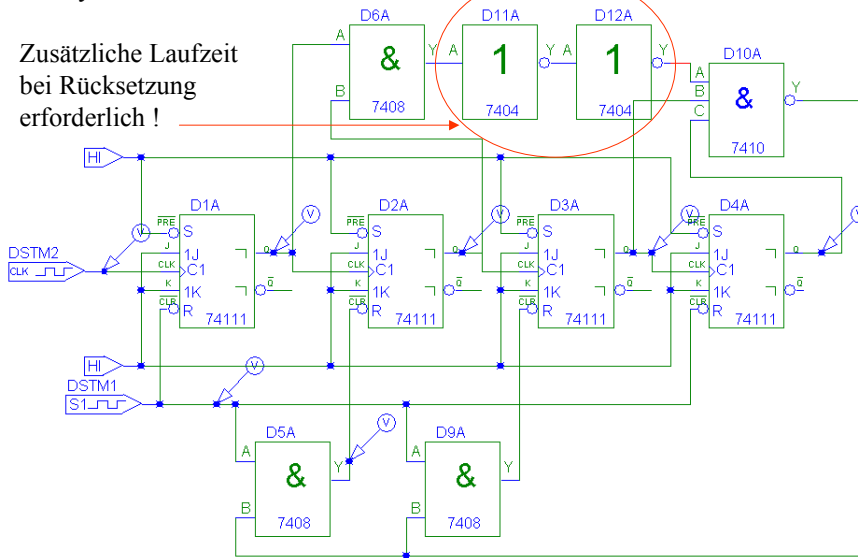 D6A
D11A
D12A
Zusätzliche Laufzeit
bei Rücksetzung
erforderlich !
A
&
Y
B
7408
A
1
Y
7404
A
1
Y
7404
D10A
A
B
C
&
Y
7410
HI
D1A
D2A
D3A
D4A
DSTM2
CLK
V
PRE
S
J
1J
CLK
C1
K
1K
CLR
R
Q
Q
74111
V
PRE
S
J
1J
CLK
C1
K
1K
CLR
R
Q
Q
74111
V
PRE
S
J
1J
CLK
C1
K
1K
CLR
R
Q
Q
74111
V
PRE
S
J
1J
CLK
C1
K
1K
CLR
R
Q
Q
74111
V
HI
DSTM1
S1
V
D5A
A
&
Y
B
7408
V
D9A
A
&
Y
B
7408